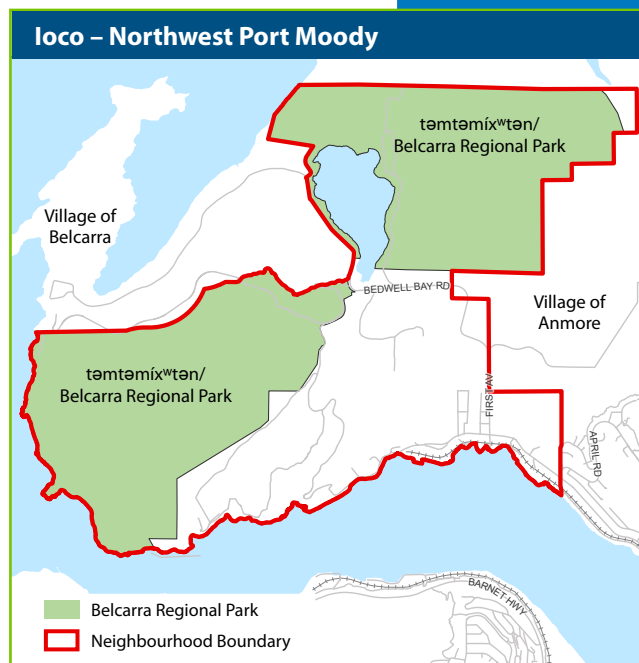 Ioco – Northwest Port Moody
təmtəmíxʷtən/
Belcarra Regional Park
Village of
Belcarra
BEDWELL BAY RD
Village of
Anmore
təmtəmíxʷtən/
Belcarra Regional Park
FIRST AV
APRIL RD
BARNET HWY
Belcarra Regional Park
Neighbourhood Boundary